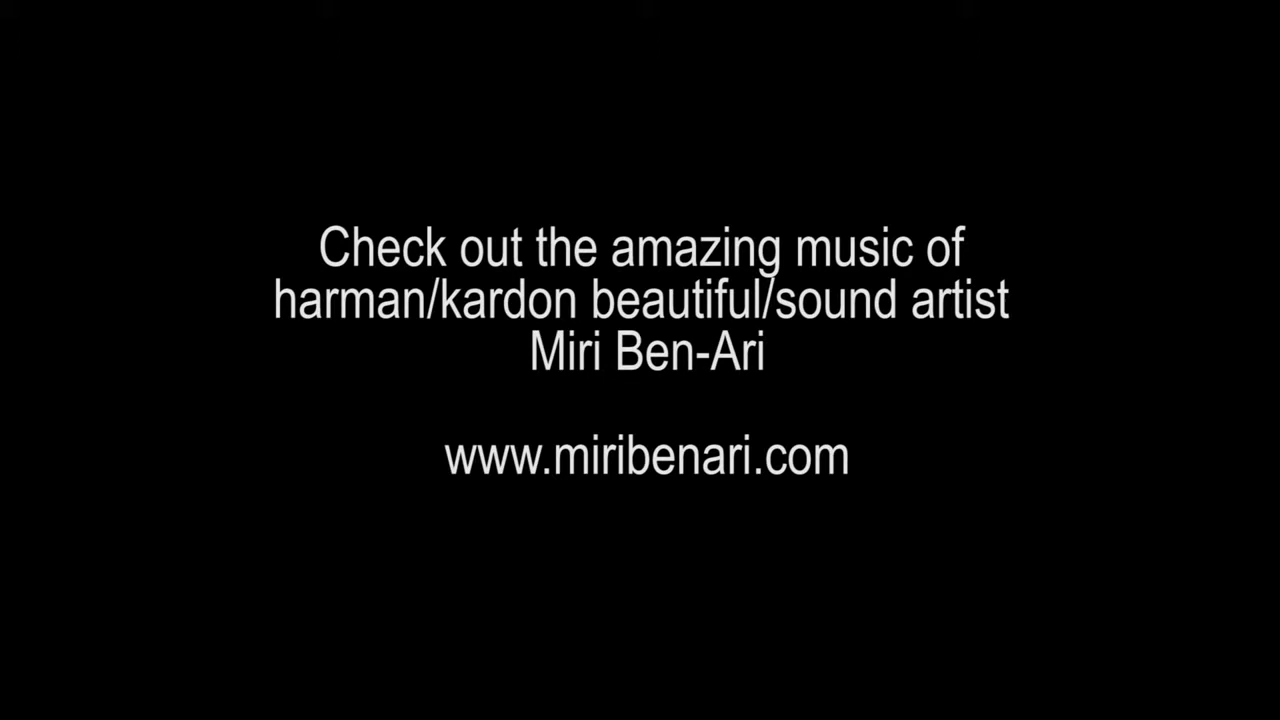 Check out the amazing music of
harman/kardon beautiful/sound artist
Miri Ben-Ari
www.miribenari.com